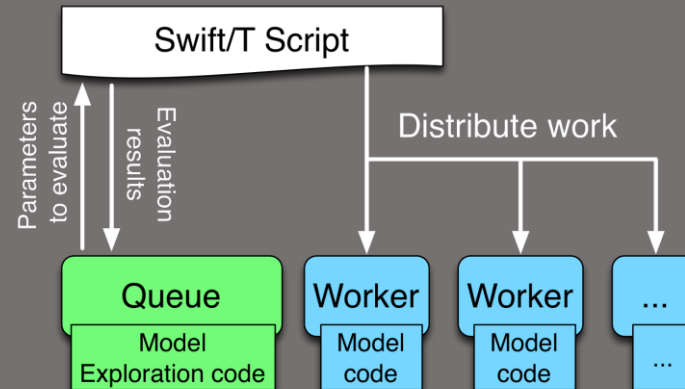 Swift/T Script
Parameters
to evaluate
Evaluation
results
Distribute work
Queue
Worker
Worker
...
Model
Exploration code
Model
code
Model
code
...